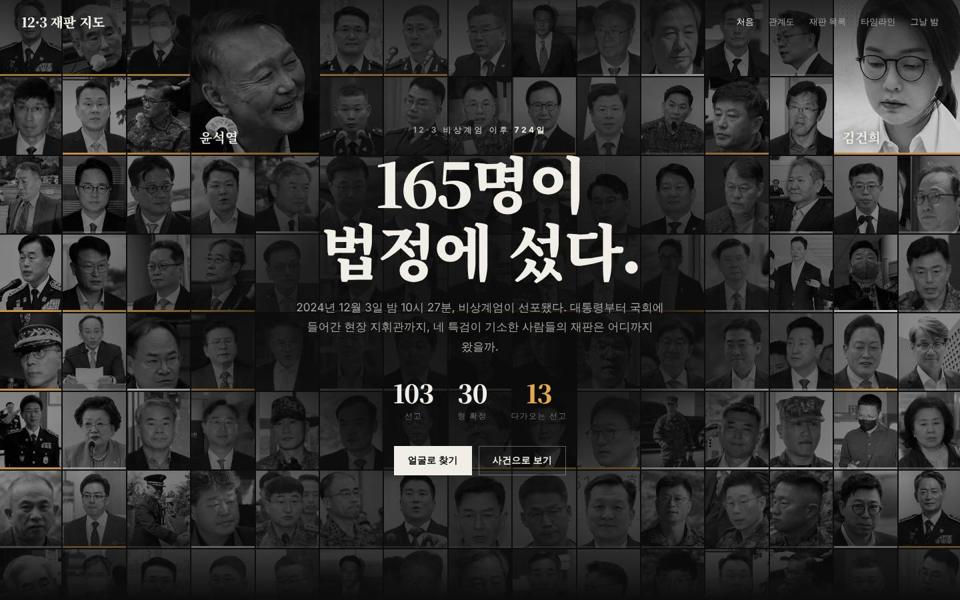 12·3 재판 지도
처음 관계도 재판 목록 타임라인 그날 밤
윤석열
김건희
12·3 비상계엄 이후 724일
165명이
법정에 섰다.
2024년 12월 3일 밤 10시 27분, 비상계엄이 선포됐다. 대통령부터 국회에
들어간 현장 지휘관까지, 네 특검이 기소한 사람들의 재판은 어디까지
왔을까.
103 30 13
선고 형 확정 다가오는 선고
얼굴로 찾기 사건으로 보기